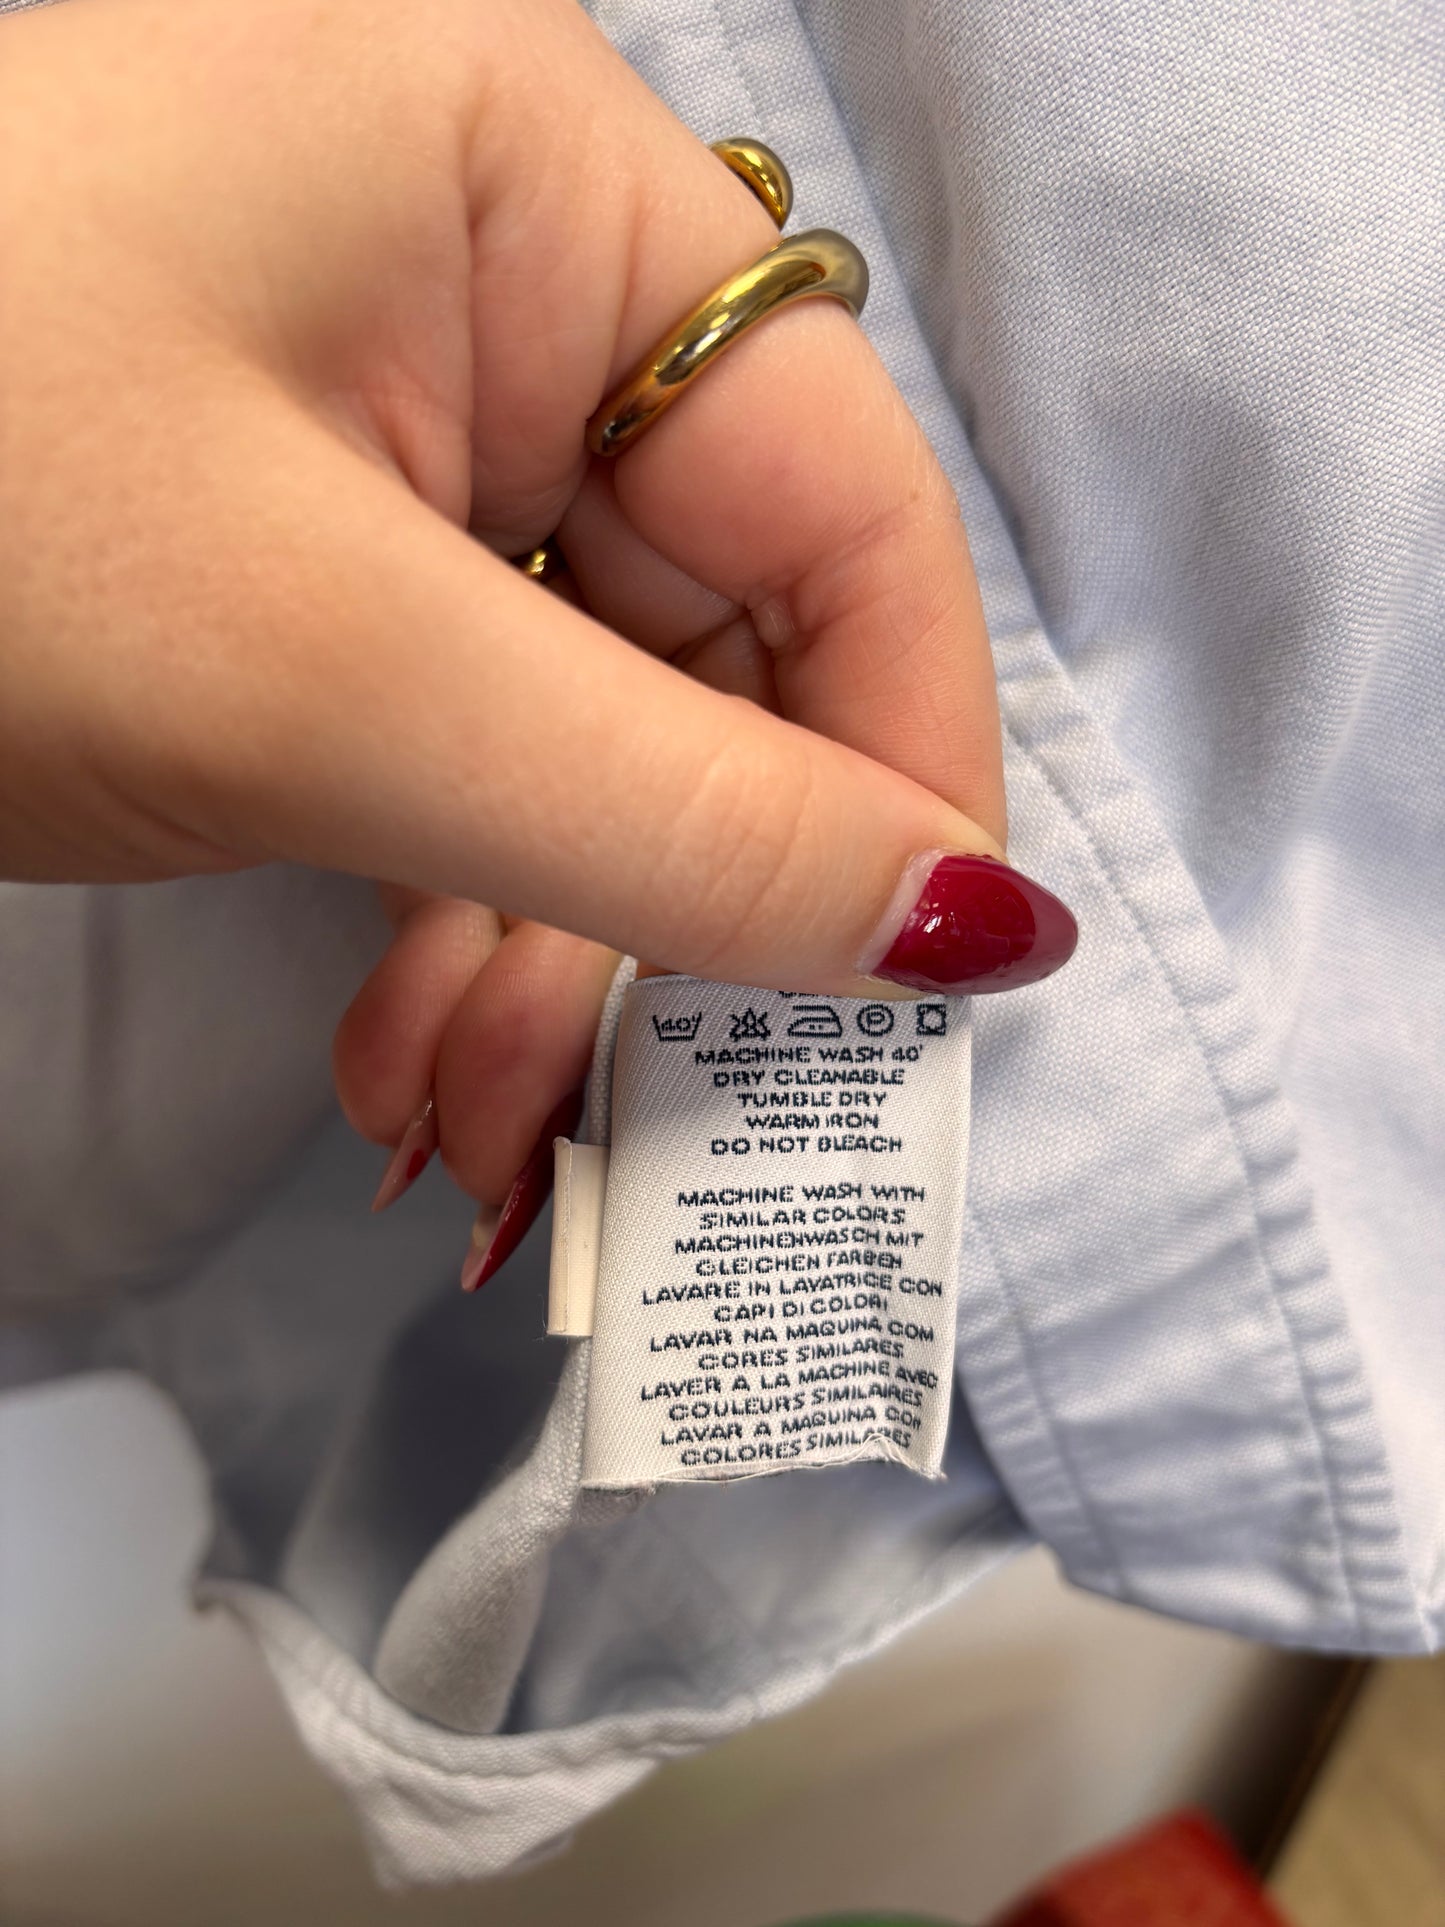 40°
P
MACHINE WASH 40°
DRY CLEANABLE
TUMBLE DRY
WARM IRON
DO NOT BLEACH
MACHINE WASH WITH
SIMILAR COLORS
MACHINENWASCH MIT
GLEICHEN FARBEN
LAVARE IN LAVATRICE CON
CAPI DI COLORI
LAVAR NA MAQUINA COM
CORES SIMILARES
LAVER A LA MACHINE AVEC
COULEURS SIMILAIRES
LAVAR A MAQUINA CON
COLORES SIMILARES